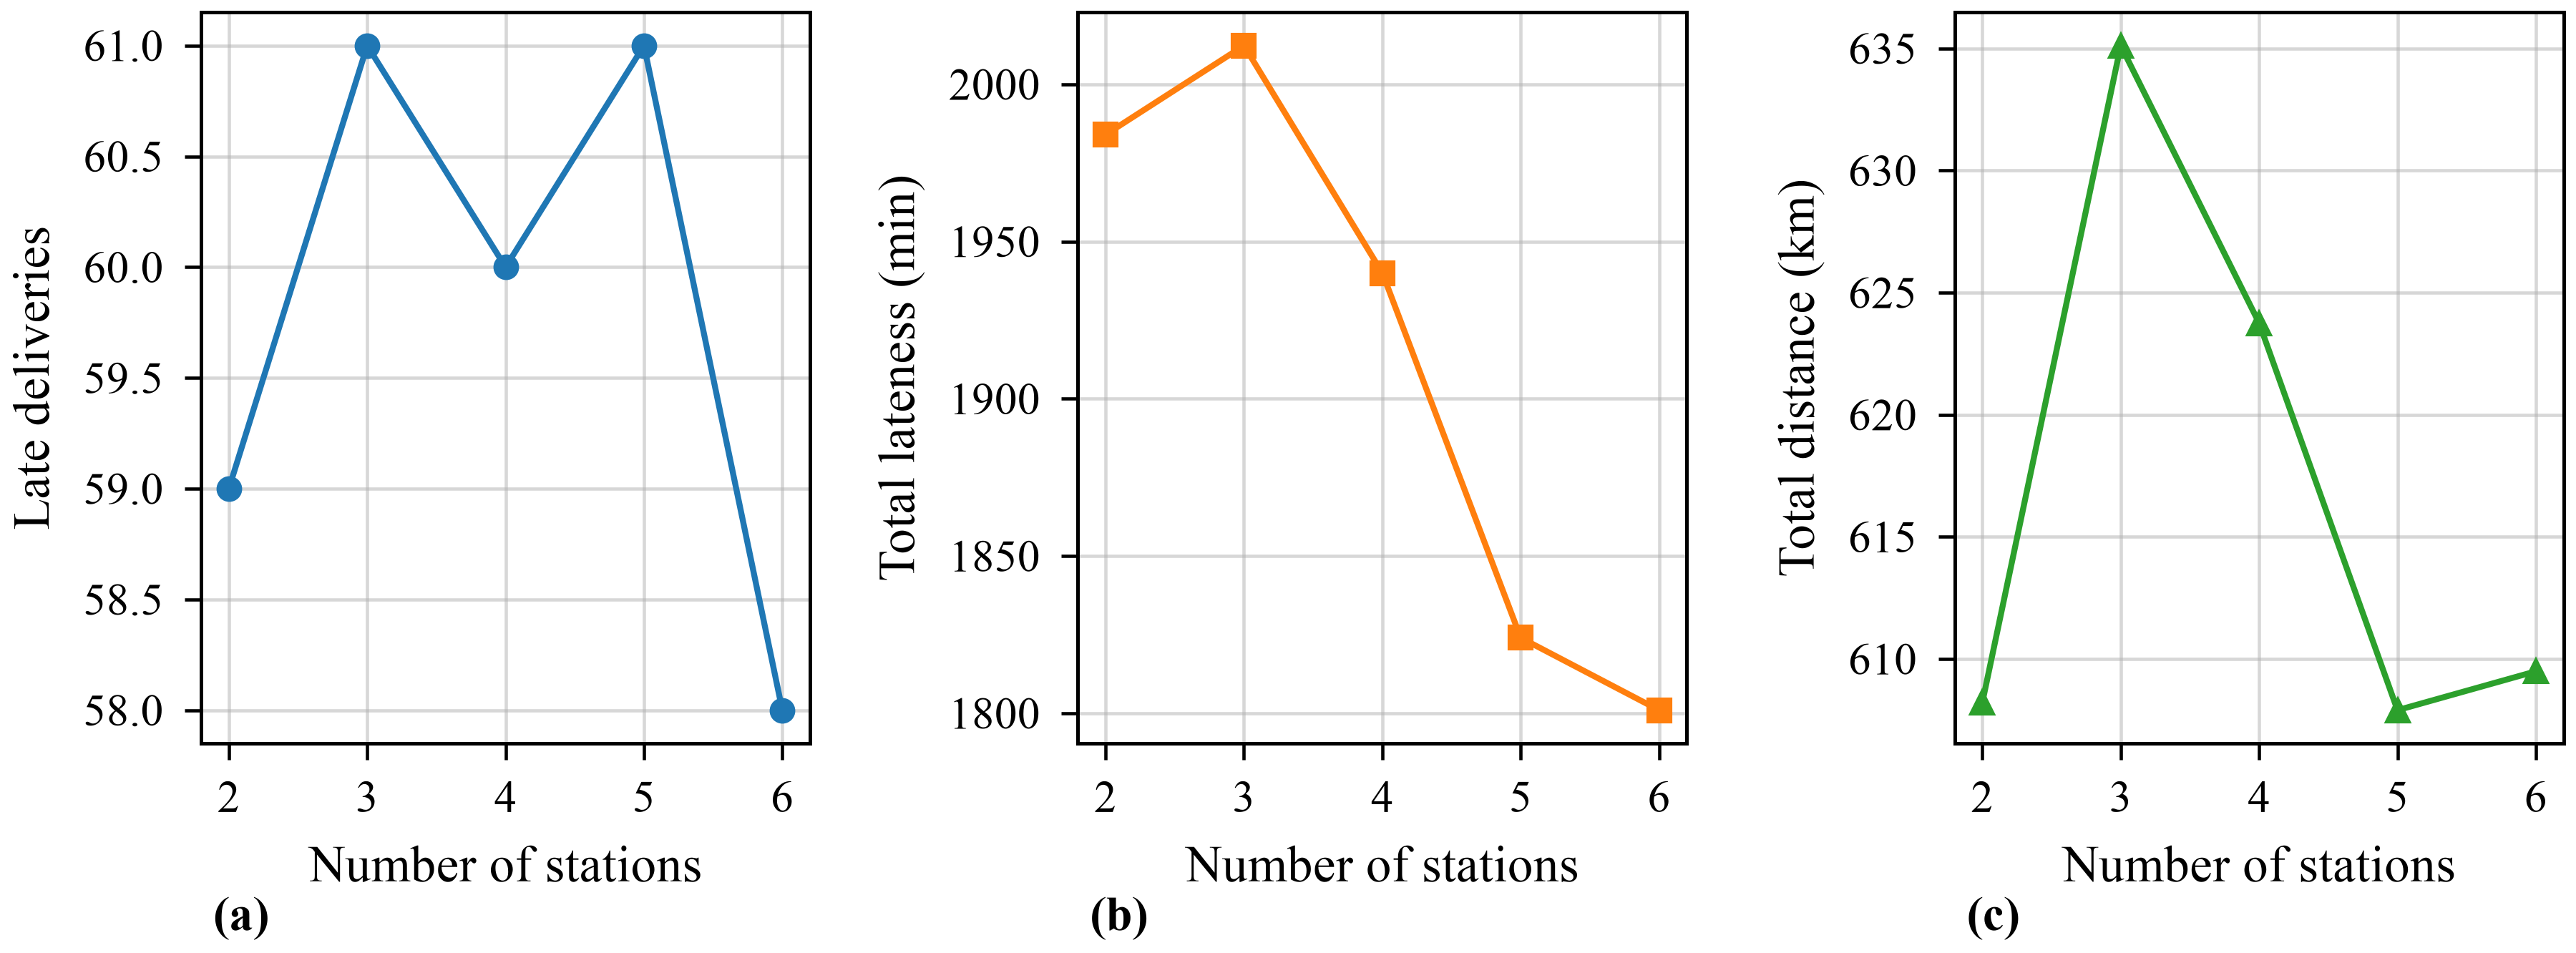 Late deliveries
61.0
60.5
60.0
59.5
59.0
58.5
58.0
2 3 4 5 6
Number of stations
(a)
Total lateness (min)
2000
1950
1900
1850
1800
2 3 4 5 6
Number of stations
(b)
Total distance (km)
635
630
625
620
615
610
2 3 4 5 6
Number of stations
(c)